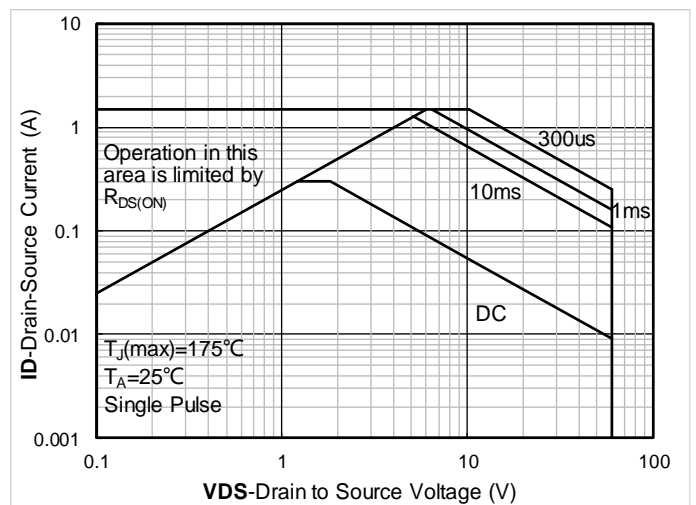 10
1
0.1
0.01
0.001
ID-Drain-Source Current (A)
Operation in this
area is limited by
RDS(ON)
300us
1ms
10ms
DC
TJ(max)=175℃
TA=25℃
Single Pulse
0.1
1
10
100
VDS-Drain to Source Voltage (V)